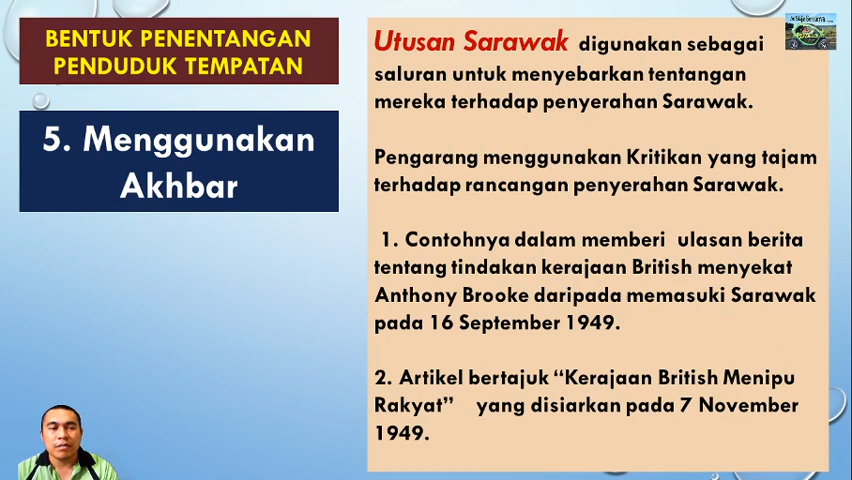 BENTUK PENENTANGAN
PENDUDUK TEMPATAN
5. Menggunakan
Akhbar
Utusan Sarawak digunakan sebagai
saluran untuk menyebarkan tentangan
mereka terhadap penyerahan Sarawak.
Pengarang menggunakan Kritikan yang tajam
terhadap rancangan penyerahan Sarawak.
1. Contohnya dalam memberi ulasan berita
tentang tindakan kerajaan British menyekat
Anthony Brooke daripada memasuki Sarawak
pada 16 September 1949.
2. Artikel bertajuk “Kerajaan British Menipu
Rakyat” yang disiarkan pada 7 November
1949.